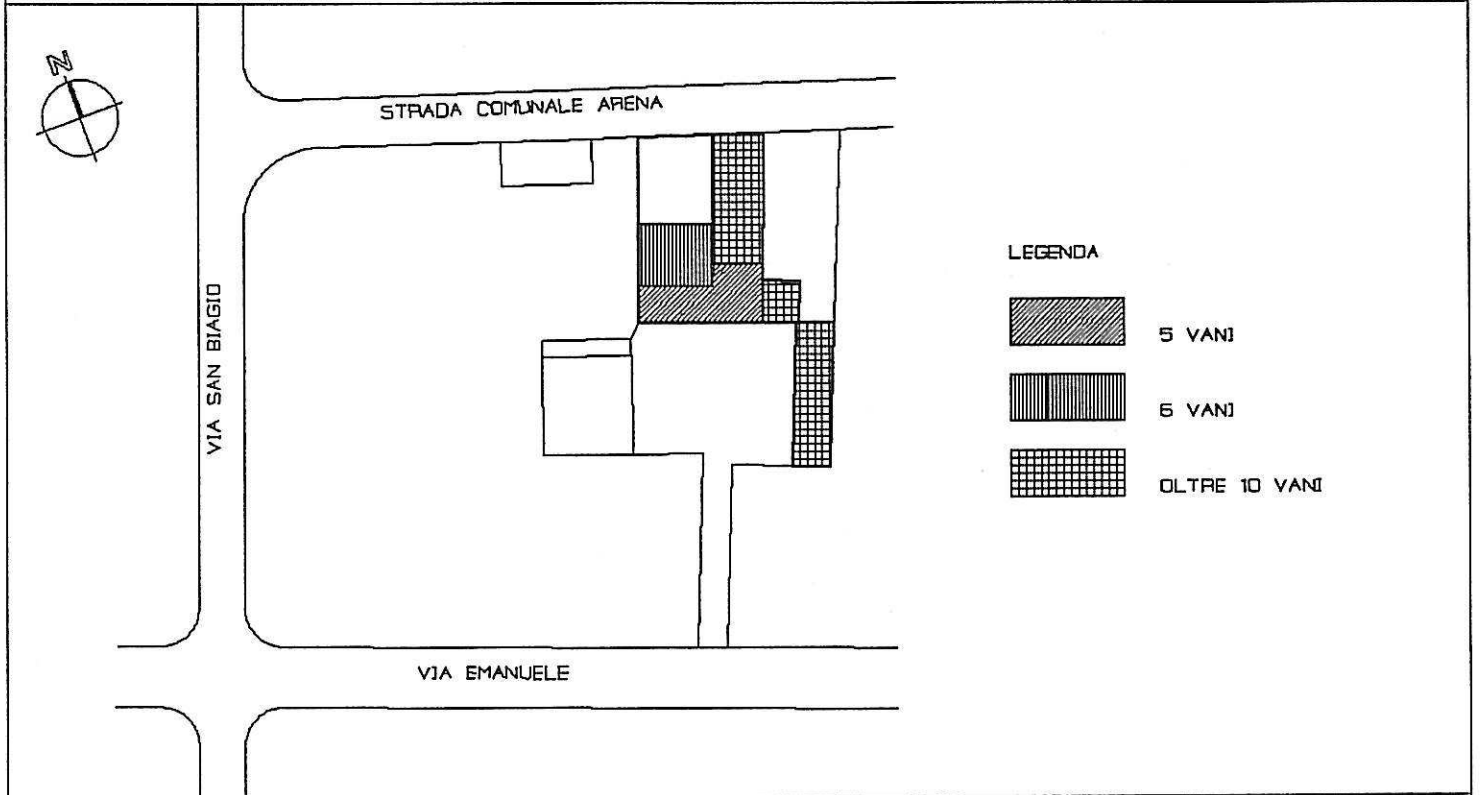 N
STRADA COMUNALE ARENA
VIA SAN BIAGIO
VIA EMANUELE
LEGENDA
5 VANI
6 VANI
OLTRE 10 VANI